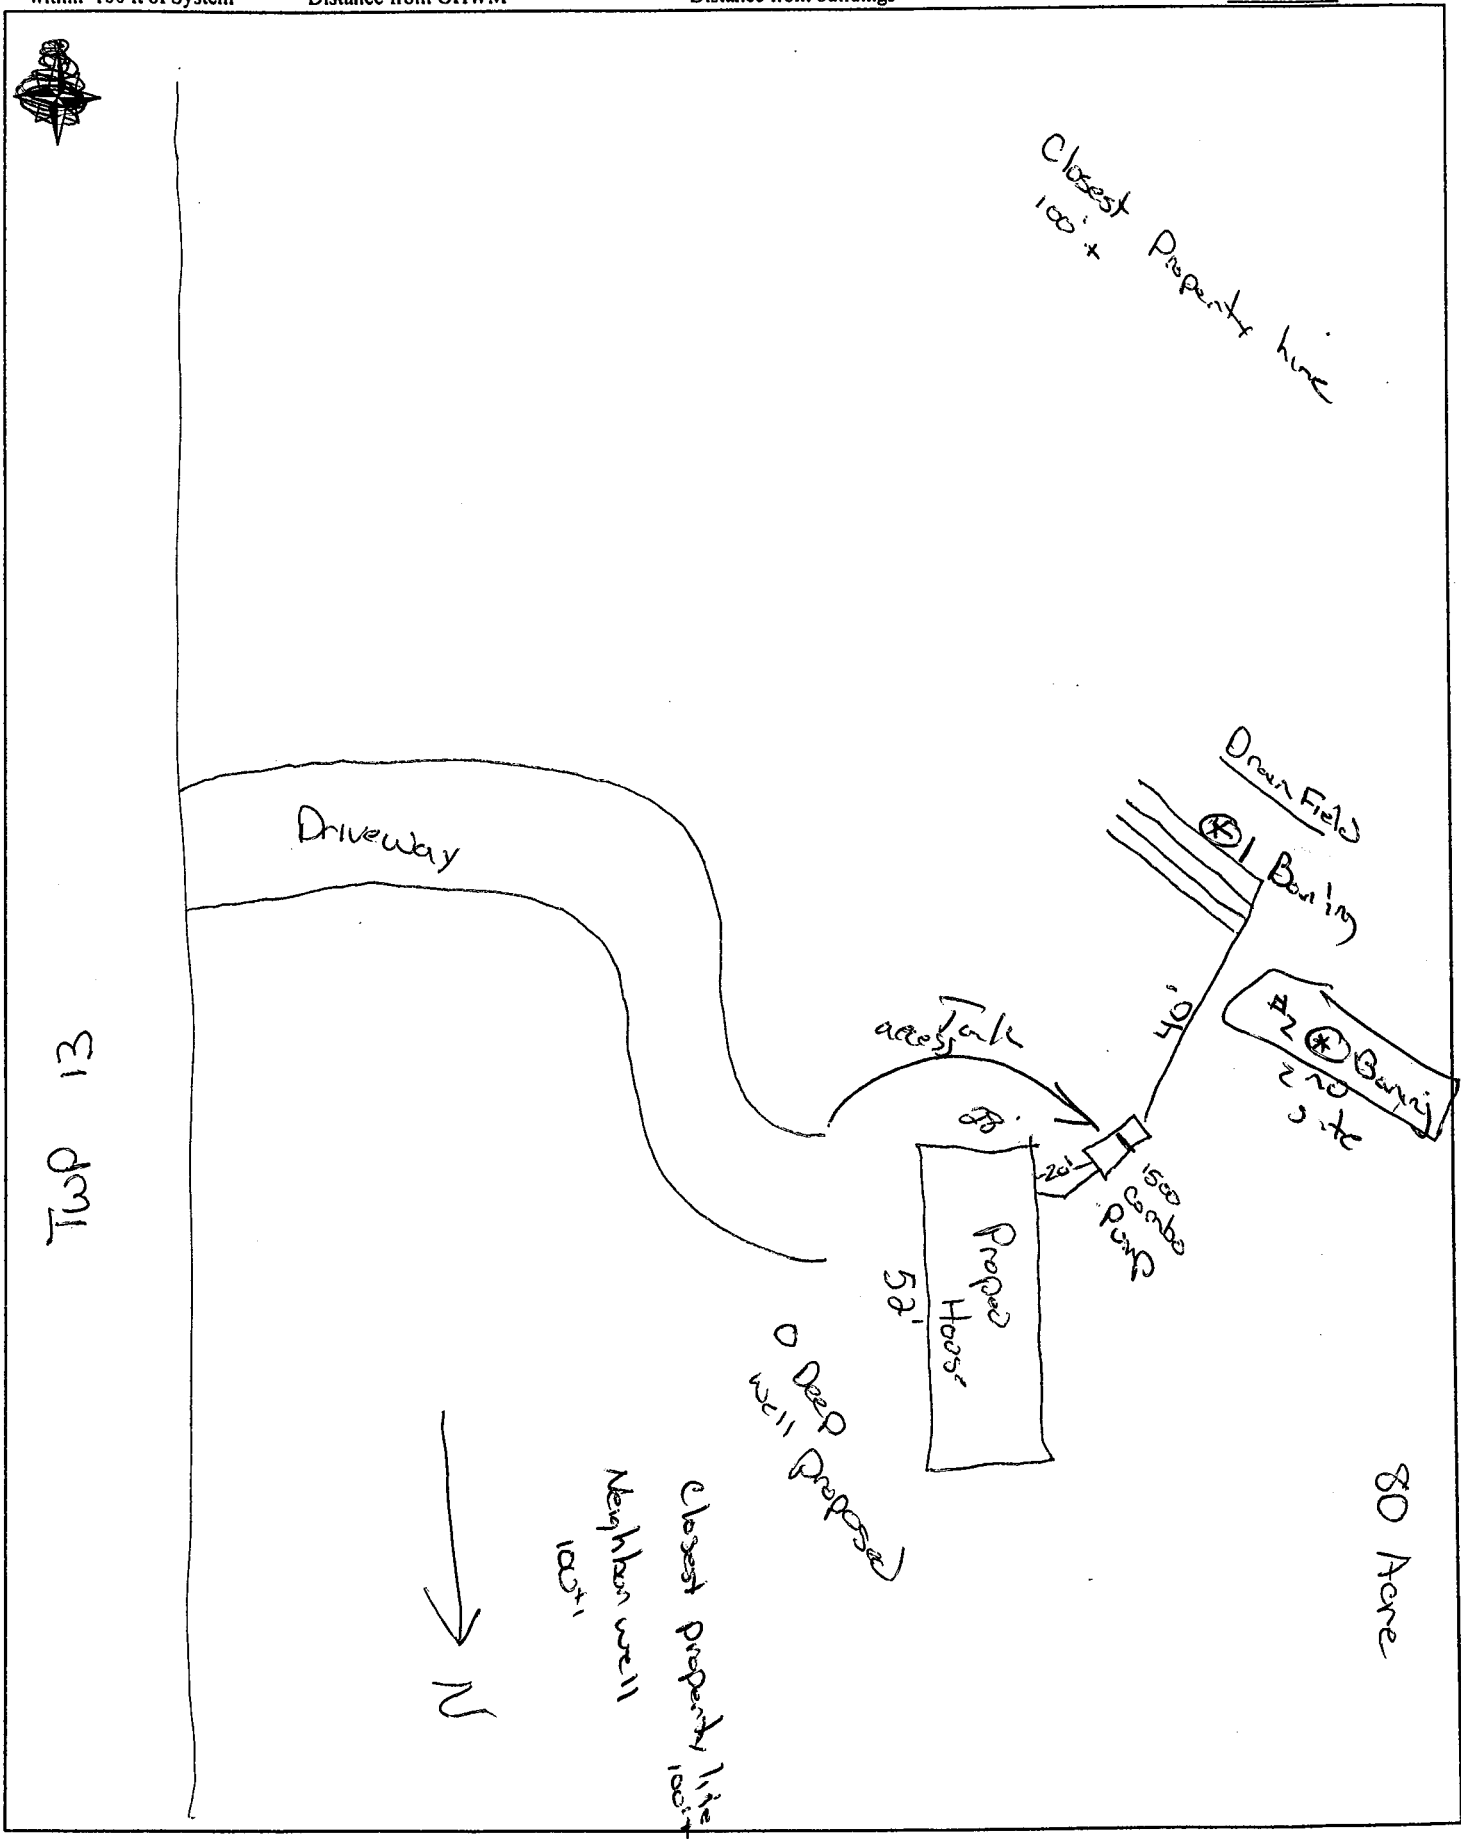 within 100 ft of System Distance from OHWM Distance from buildings
Closest Property Line
100'+
Drain Field
1 Boring
#2 Boring
2nd
site
40'
Tank
access
Driveway
28'
20'
1500
Combo
Pump
Propod
House
52'
Deep
well Proposed
Closest property line
100'+
Neighbor well
100+'
N
80 Acre
Twp 13